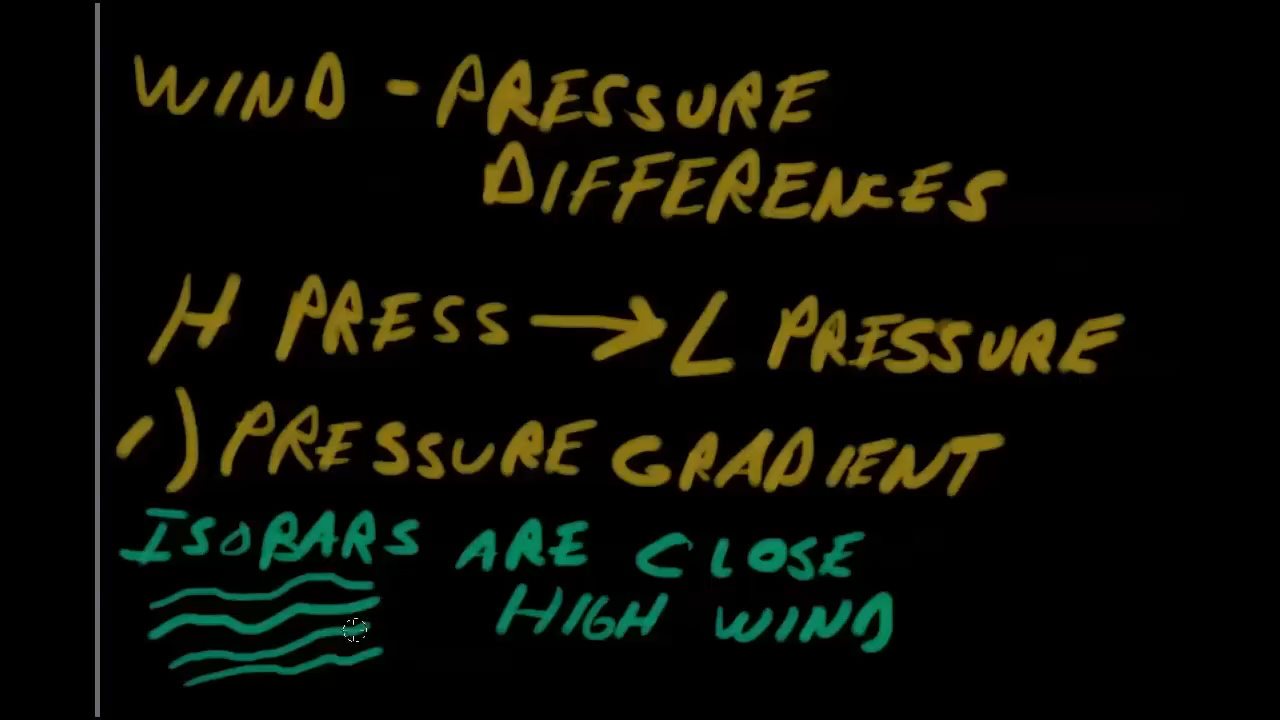 WIND - PRESSURE
DIFFERENCES
H PRESS → L PRESSURE
1) PRESSURE GRADIENT
ISOBARS ARE CLOSE
HIGH WIND